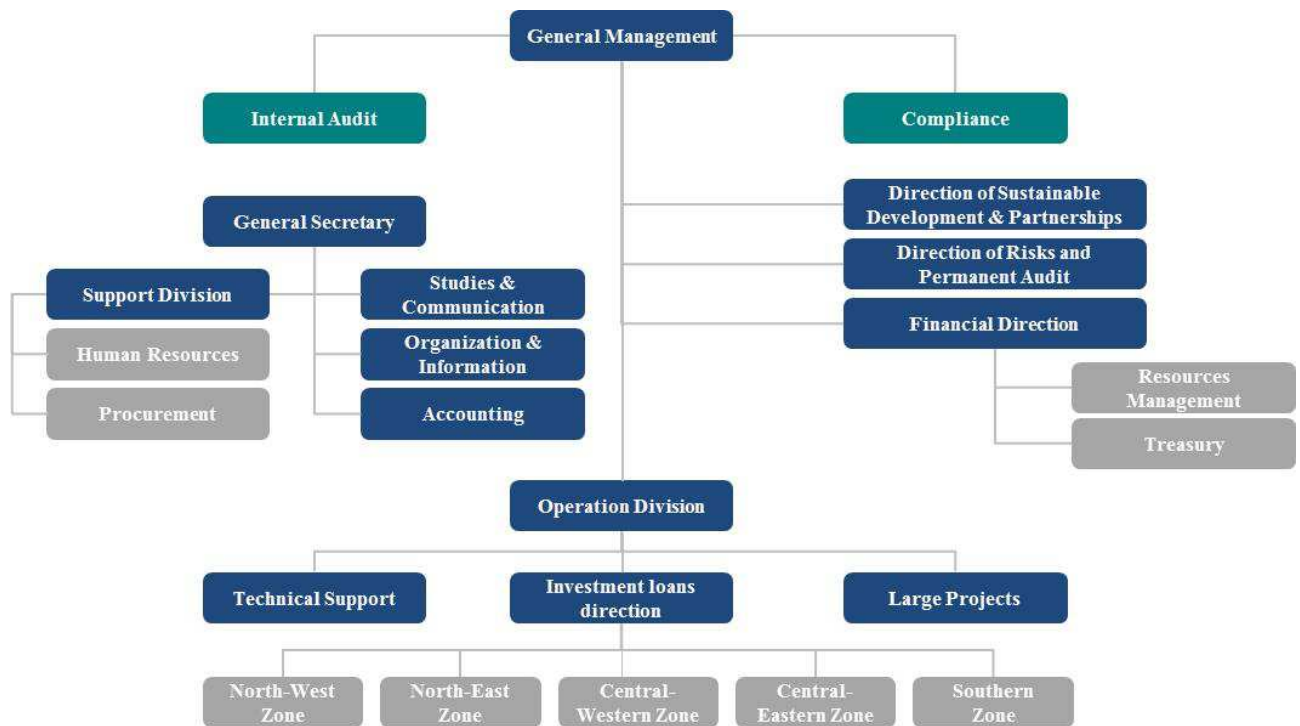 General Management
Internal Audit
Compliance
General Secretary
Direction of Sustainable
Development & Partnerships
Direction of Risks and
Permanent Audit
Financial Direction
Support Division
Studies &
Communication
Human Resources
Organization &
Information
Procurement
Accounting
Resources
Management
Treasury
Operation Division
Technical Support
Investment loans
direction
Large Projects
North-West
Zone
North-East
Zone
Central-
Western Zone
Central-
Eastern Zone
Southern
Zone